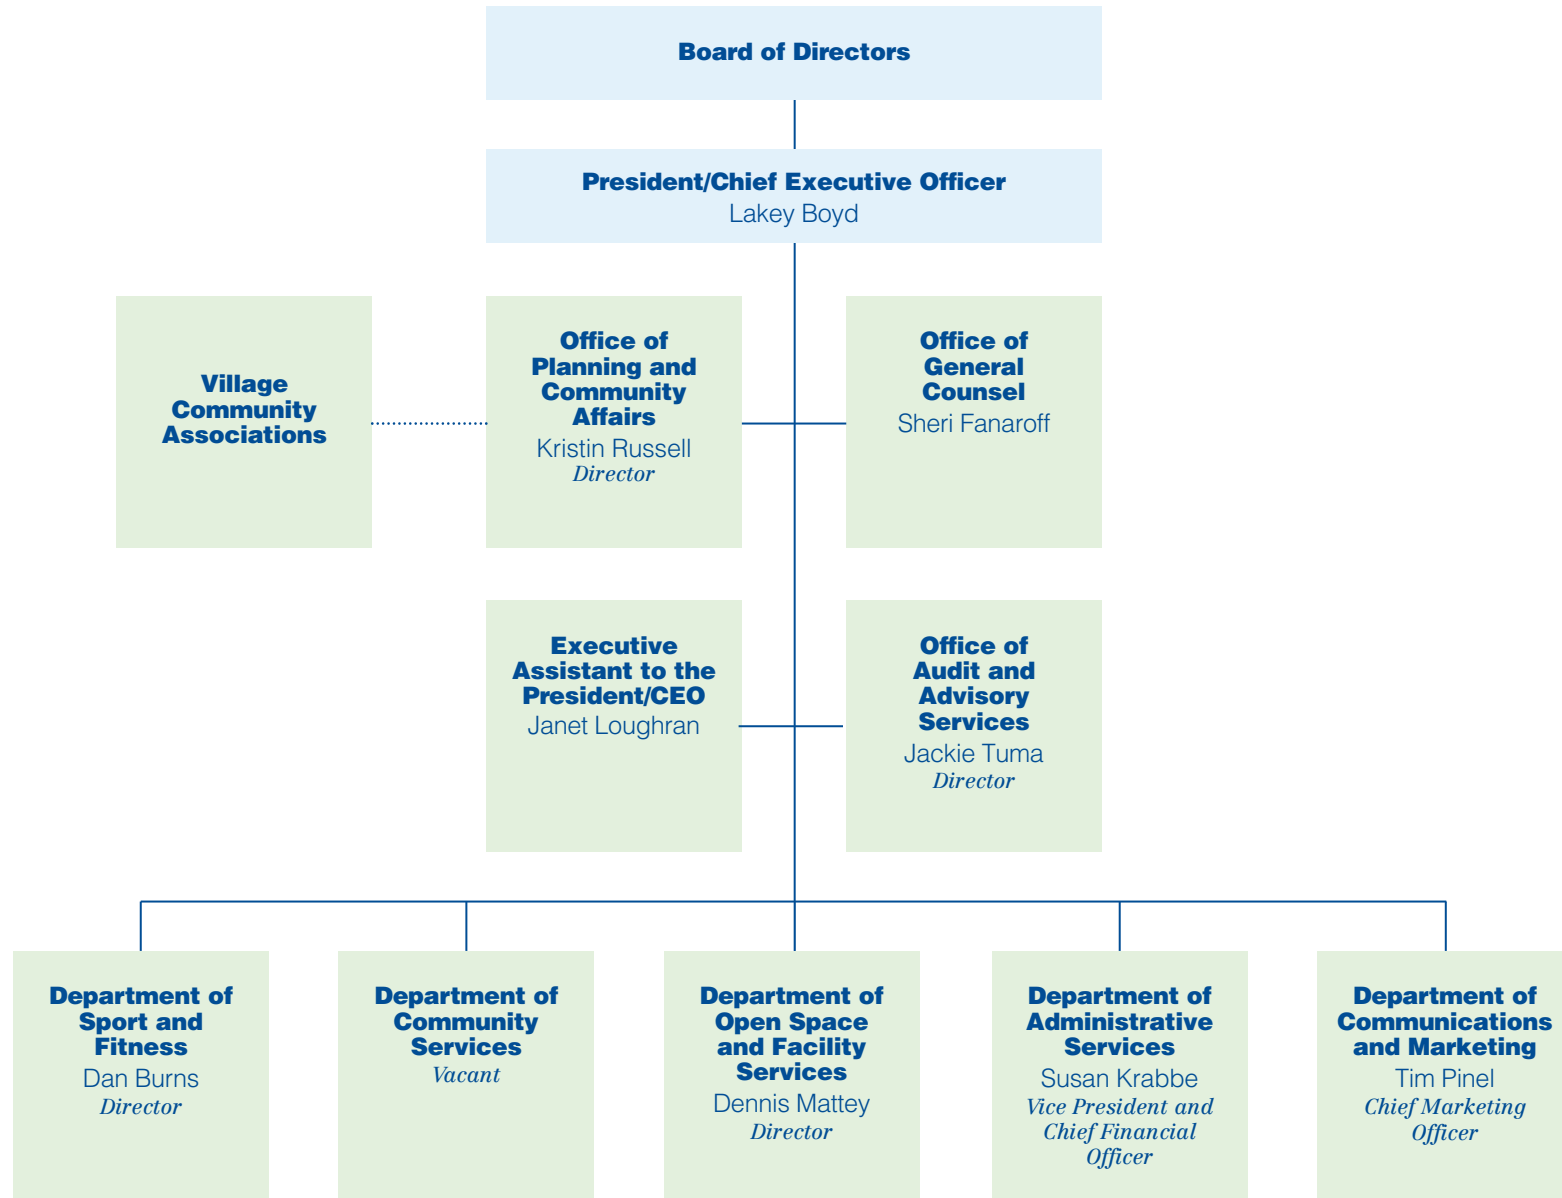 Board of Directors
President/Chief Executive Officer
Lakey Boyd
Village
Community
Associations
Office of
Planning and
Community
Affairs
Kristin Russell
Director
Office of
General
Counsel
Sheri Fanaroff
Executive
Assistant to the
President/CEO
Janet Loughran
Office of
Audit and
Advisory
Services
Jackie Tuma
Director
Department of
Sport and
Fitness
Dan Burns
Director
Department of
Community
Services
Vacant
Department of
Open Space
and Facility
Services
Dennis Mattey
Director
Department of
Administrative
Services
Susan Krabbe
Vice President and
Chief Financial
Officer
Department of
Communications
and Marketing
Tim Pinel
Chief Marketing
Officer